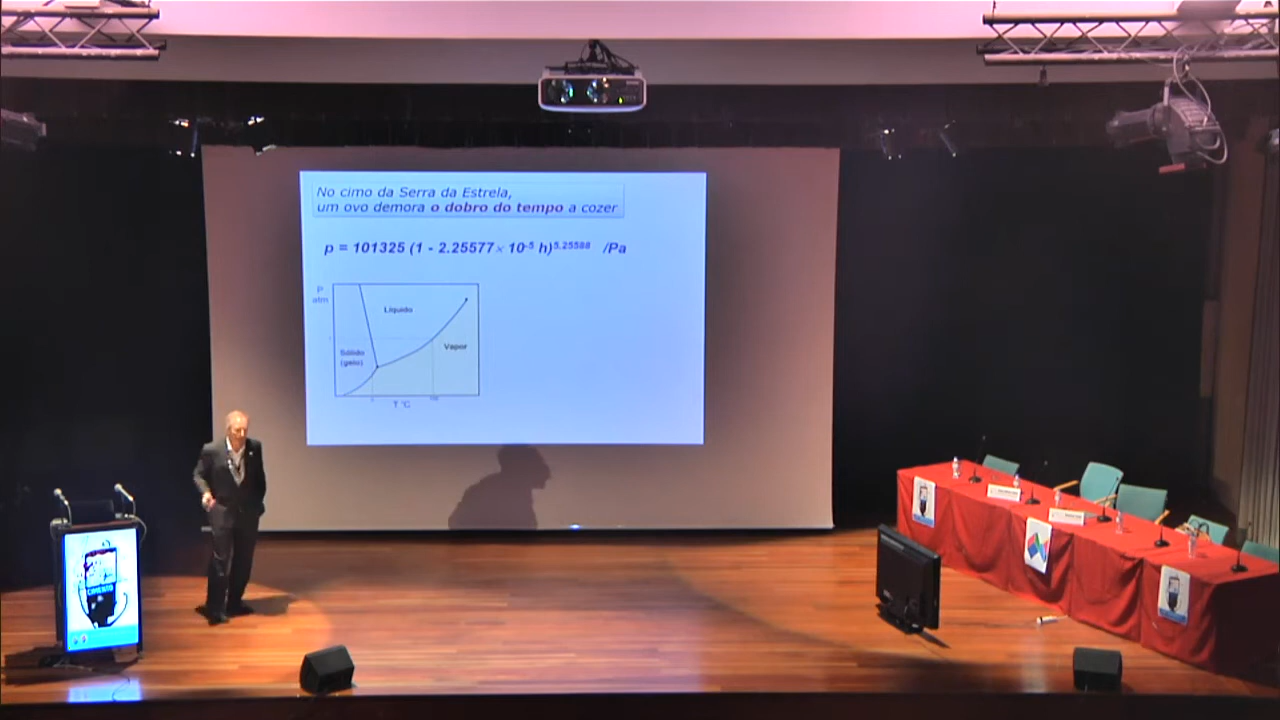 No cimo da Serra da Estrela,
um ovo demora o dobro do tempo a cozer
p = 101325 (1 - 2.25577× 10⁻⁵ h)⁵·²⁵⁵⁸⁸ /Pa
P
atm
Líquido
Sólido
(gelo)
Vapor
T °C